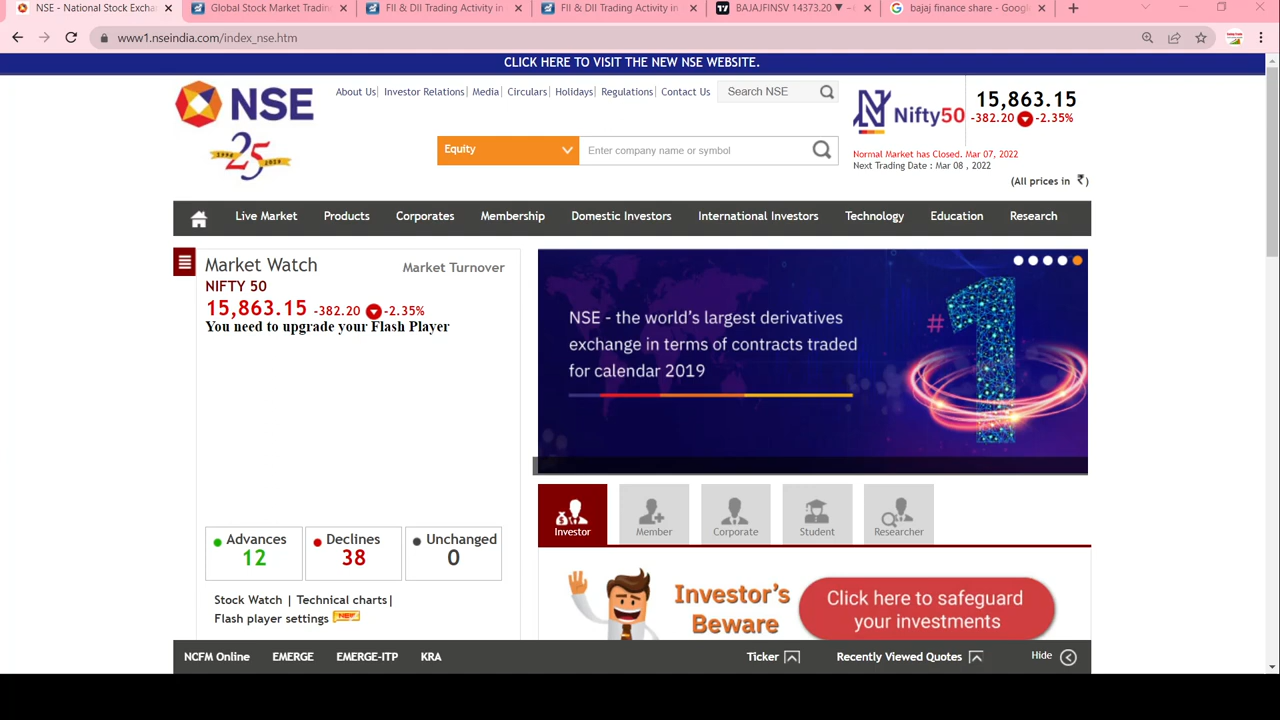 NSE - National Stock Exchan
Global Stock Market Trading
FII & DII Trading Activity in
FII & DII Trading Activity in
BAJAJFINSV 14373.20 ▼
bajaj finance share - Google
www1.nseindia.com/index_nse.htm
CLICK HERE TO VISIT THE NEW NSE WEBSITE.
NSE
25
About Us| Investor Relations| Media| Circulars| Holidays| Regulations| Contact Us
Search NSE
Equity
Enter company name or symbol
Nifty50
15,863.15
-382.20 -2.35%
Normal Market has Closed. Mar 07, 2022
Next Trading Date : Mar 08 , 2022
(All prices in ₹)
Live Market Products Corporates Membership Domestic Investors International Investors Technology Education Research
Market Watch
Market Turnover
NIFTY 50
15,863.15 -382.20 -2.35%
You need to upgrade your Flash Player
Advances
12
Declines
38
Unchanged
0
Stock Watch | Technical charts|
Flash player settings NEW
NSE - the world's largest derivatives
exchange in terms of contracts traded
for calendar 2019
#1
Investor
Member
Corporate
Student
Researcher
Investor's
Beware
Click here to safeguard
your investments
NCFM Online EMERGE EMERGE-ITP KRA
Ticker
Recently Viewed Quotes
Hide